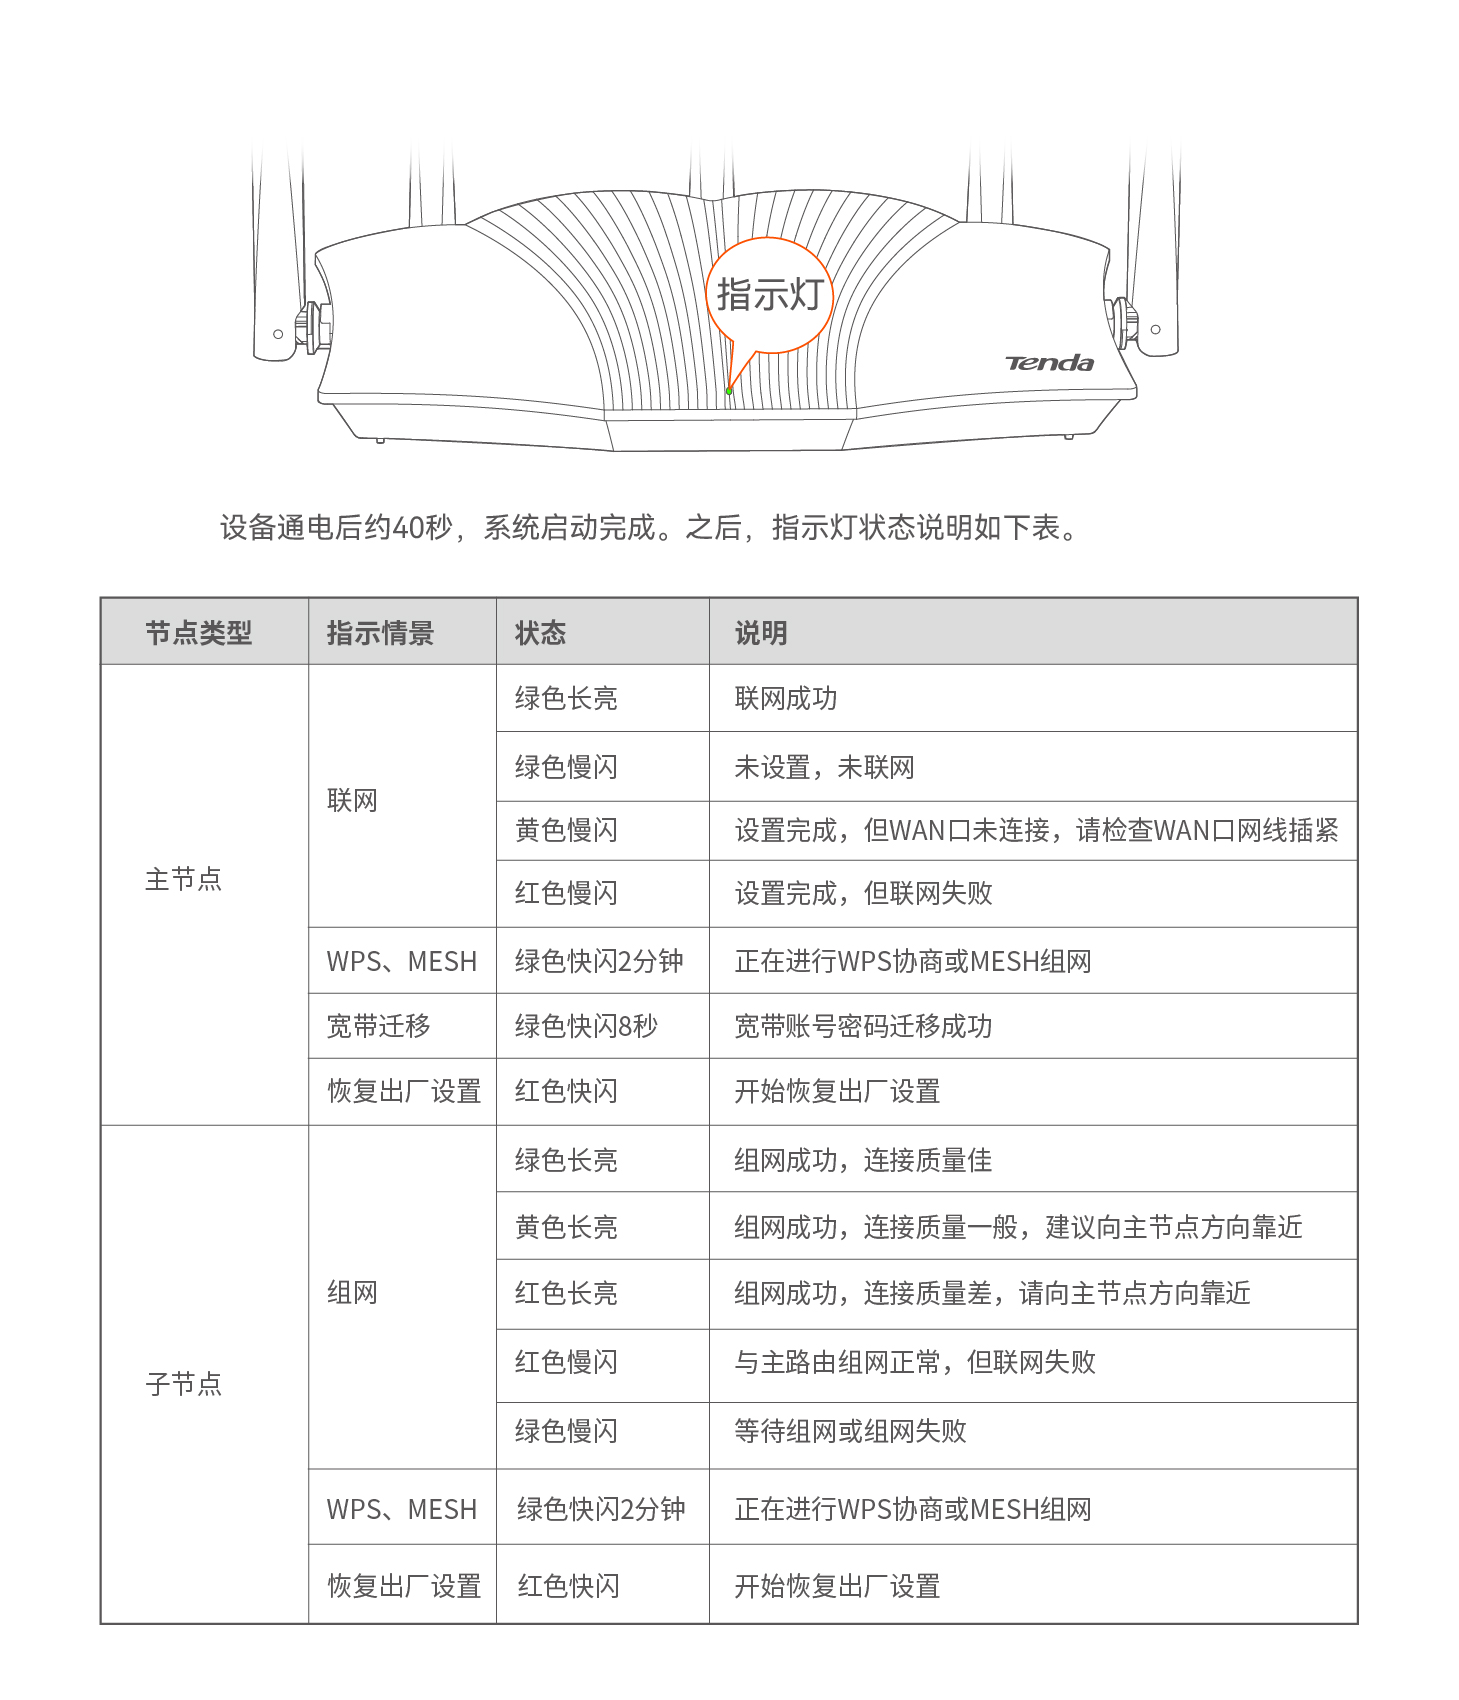 指示灯
Tenda
设备通电后约40秒，系统启动完成。之后，指示灯状态说明如下表。
节点类型 指示情景 状态 说明
主节点 联网 绿色长亮 联网成功
绿色慢闪 未设置，未联网
黄色慢闪 设置完成，但WAN口未连接，请检查WAN口网线插紧
红色慢闪 设置完成，但联网失败
WPS、MESH 绿色快闪2分钟 正在进行WPS协商或MESH组网
宽带迁移 绿色快闪8秒 宽带账号密码迁移成功
恢复出厂设置 红色快闪 开始恢复出厂设置
子节点 组网 绿色长亮 组网成功，连接质量佳
黄色长亮 组网成功，连接质量一般，建议向主节点方向靠近
红色长亮 组网成功，连接质量差，请向主节点方向靠近
红色慢闪 与主路由组网正常，但联网失败
绿色慢闪 等待组网或组网失败
WPS、MESH 绿色快闪2分钟 正在进行WPS协商或MESH组网
恢复出厂设置 红色快闪 开始恢复出厂设置